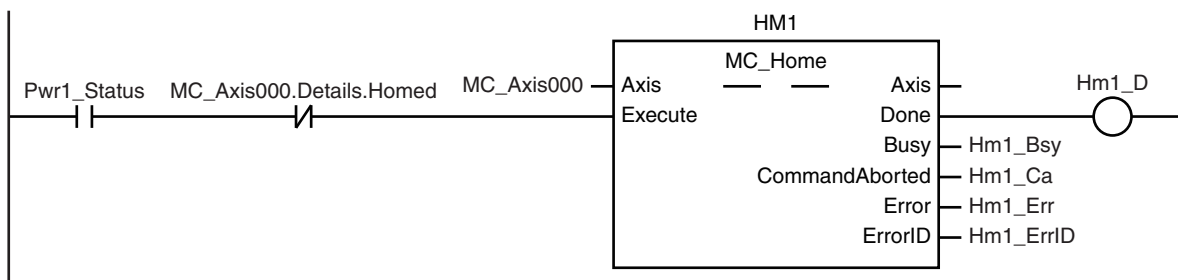 HM1
MC_Home
Pwr1_Status MC_Axis000.Details.Homed MC_Axis000 Axis Axis Hm1_D
Execute Done
Busy Hm1_Bsy
CommandAborted Hm1_Ca
Error Hm1_Err
ErrorID Hm1_ErrID